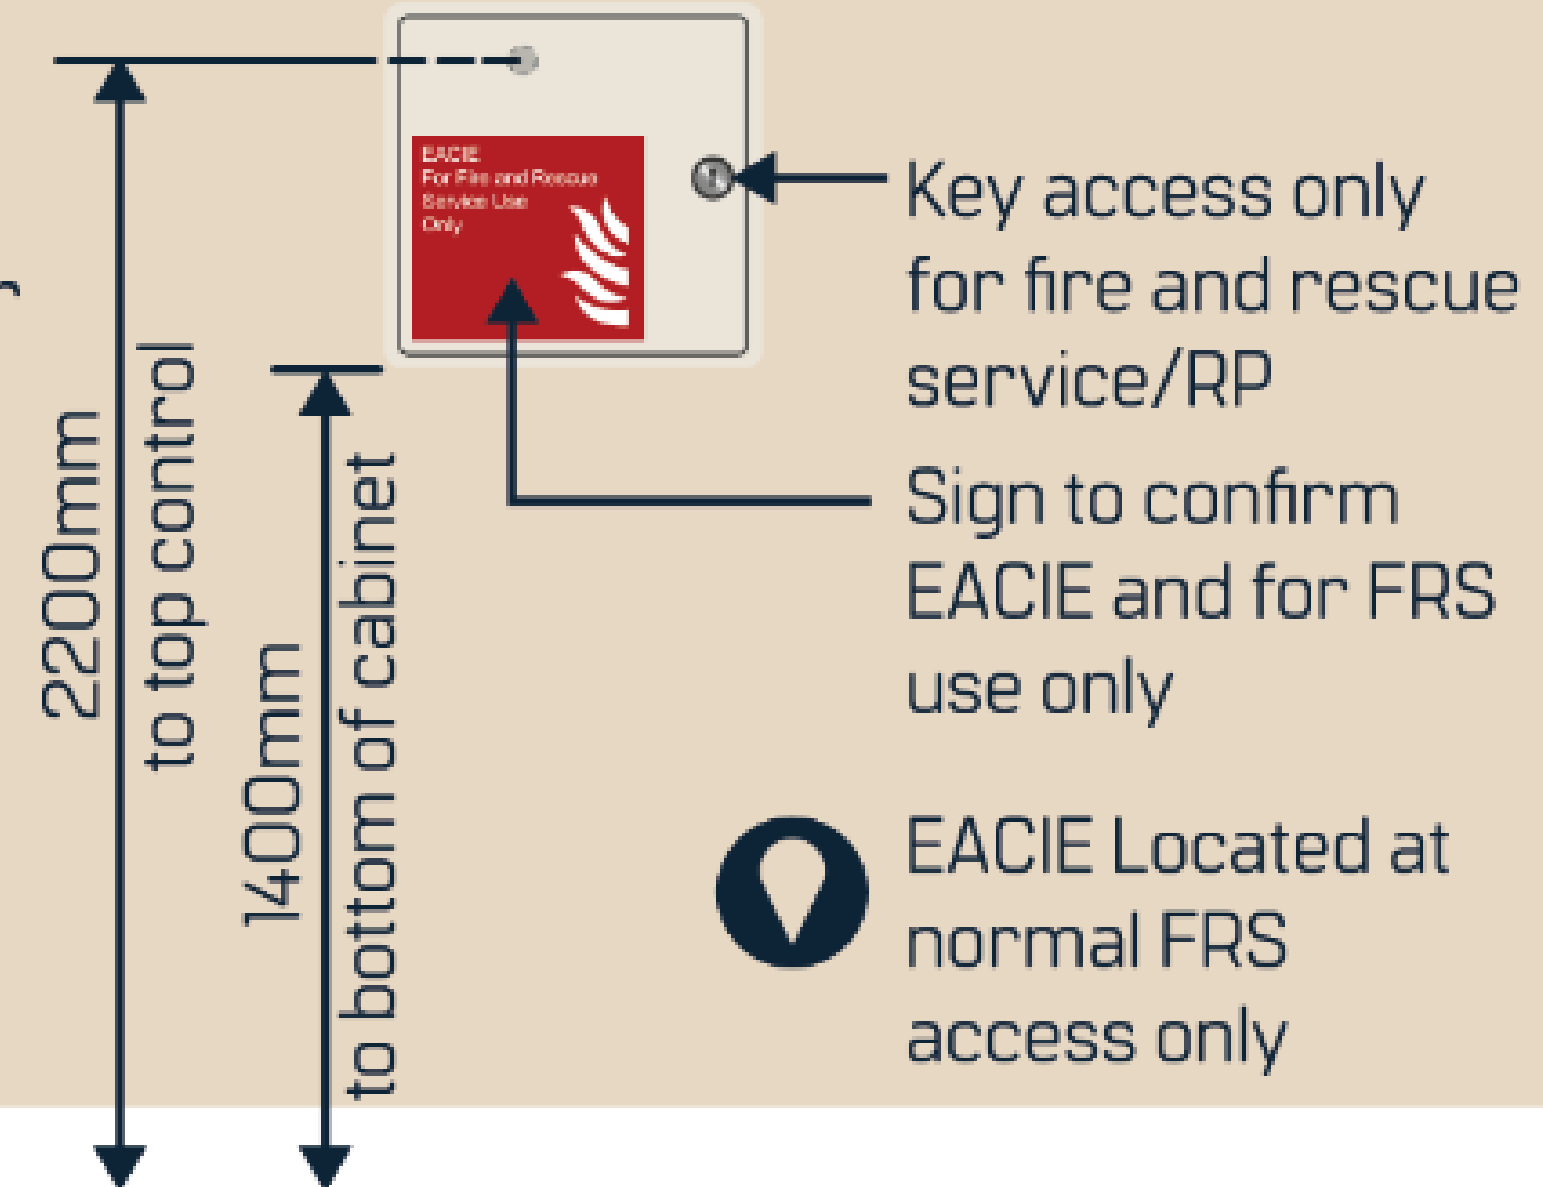 EACIE
For Fire and Rescue
Service Use
Only
Key access only
for fire and rescue
service/RP
Sign to confirm
EACIE and for FRS
use only
EACIE Located at
normal FRS
access only
2200mm
to top control
1400mm
to bottom of cabinet